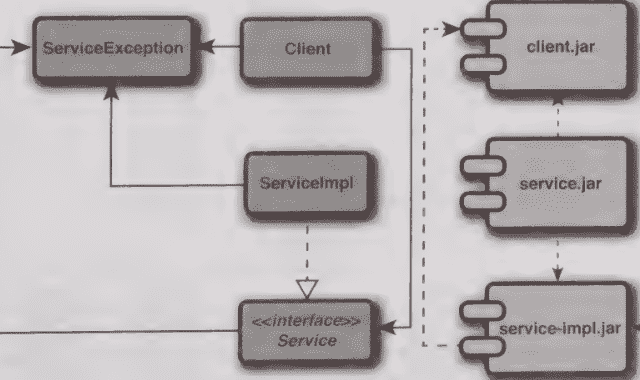 ServiceException
Client
client.jar
ServiceImpl
service.jar
<<interface>>
Service
service-impl.jar